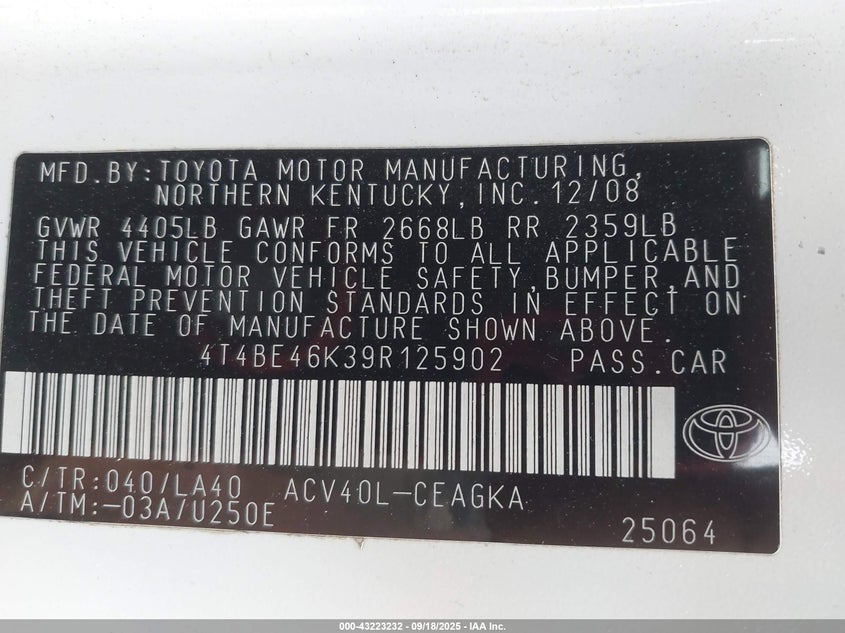 MFD.BY:TOYOTA MOTOR MANUFACTURING,
NORTHERN KENTUCKY,INC.12/08
GVWR 4405LB GAWR FR 2668LB RR 2359LB
THIS VEHICLE CONFORMS TO ALL APPLICABLE
FEDERAL MOTOR VEHICLE SAFETY,BUMPER,AND
THEFT PREVENTION STANDARDS IN EFFECT ON
THE DATE OF MANUFACTURE SHOWN ABOVE.
4T4BE46K39R125902 PASS.CAR
C/TR:040/LA40 ACV40L-CEAGKA
A/TM:-03A/U250E
25064
000-43223232 - 09/18/2025 - IAA Inc.